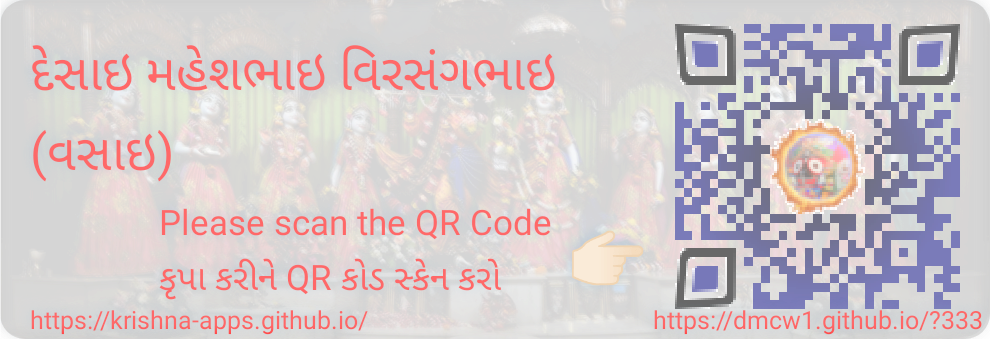 દેસાઇ મહેશભાઇ વિરસંગભાઇ
(વસાઇ)
Please scan the QR Code
કૃપા કરીને QR કોડ સ્કેન કરો
https://krishna-apps.github.io/
https://dmcw1.github.io/?333